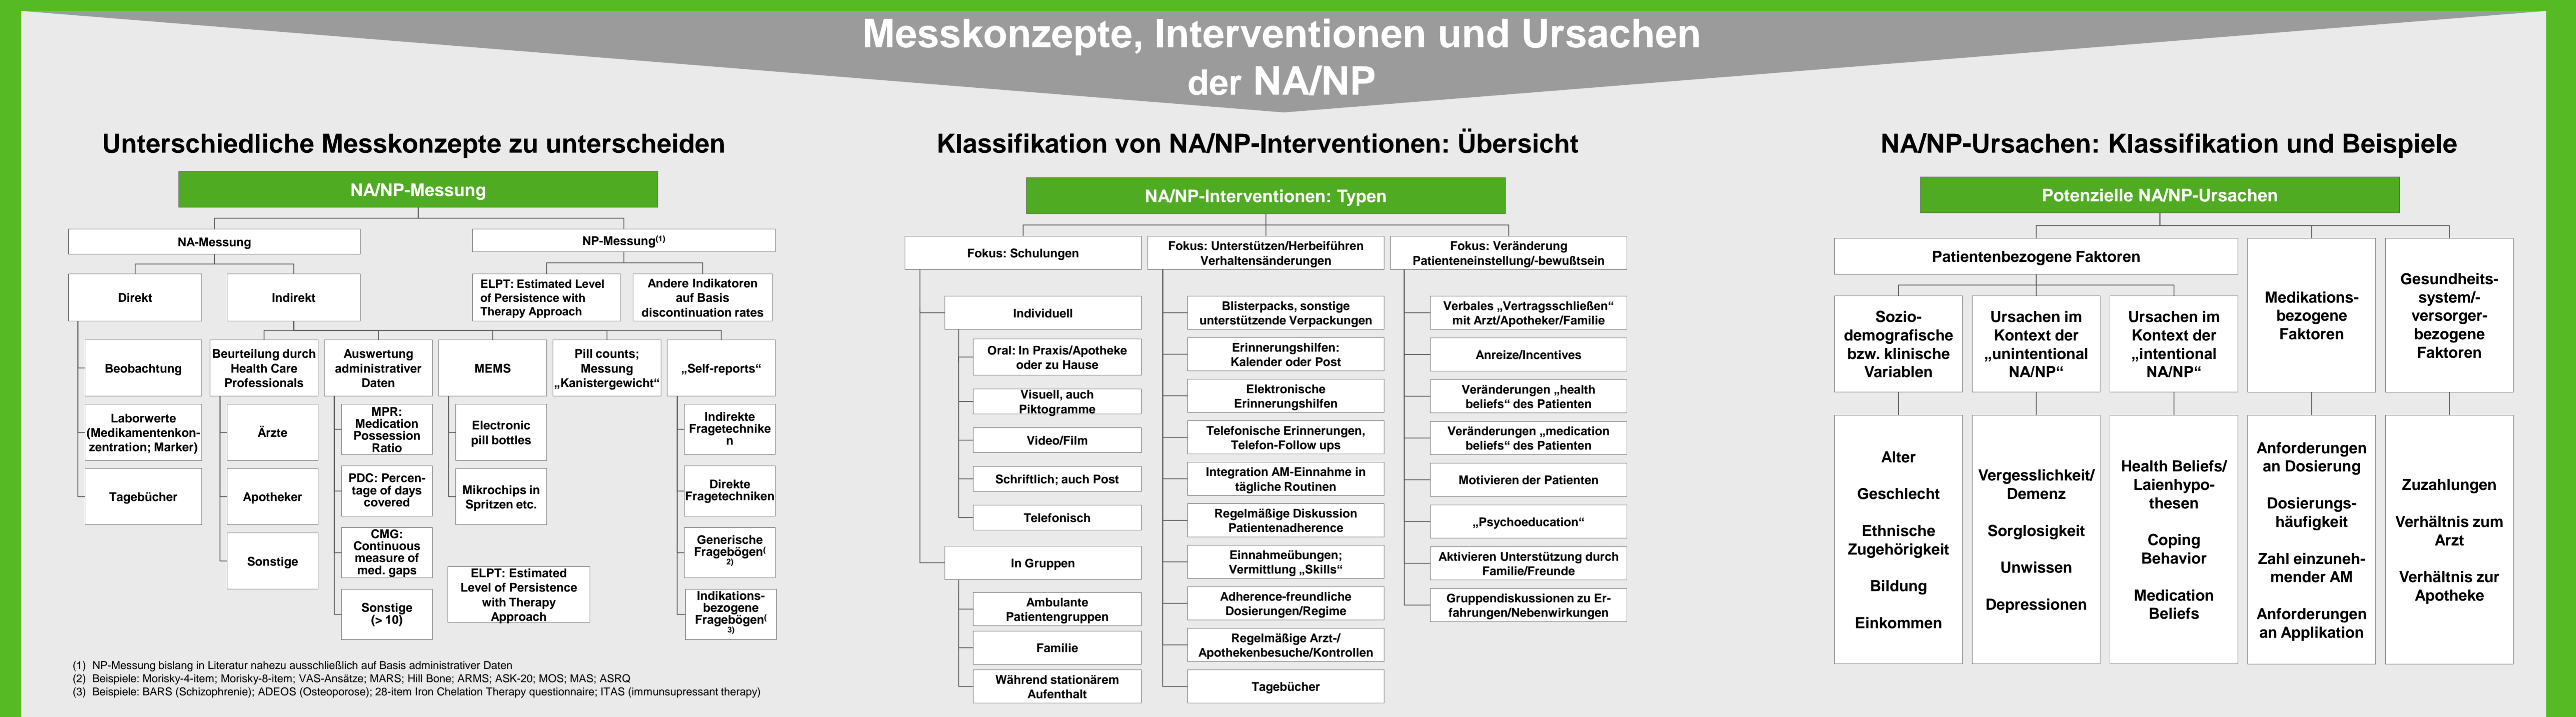 Messkonzepte, Interventionen und Ursachen
der NA/NP
Unterschiedliche Messkonzepte zu unterscheiden
NA/NP-Messung
NA-Messung
NP-Messung(1)
Direkt
Indirekt
ELPT: Estimated Level
of Persistence with
Therapy Approach
Andere Indikatoren
auf Basis
discontinuation rates
Beobachtung
Laborwerte
(Medikamentenkon-
zentration; Marker)
Tagebücher
Beurteilung durch
Health Care
Professionals
Ärzte
Apotheker
Sonstige
Auswertung
administrativer
Daten
MPR:
Medication
Possession
Ratio
PDC: Percen-
tage of days
covered
CMG:
Continuous
measure of
med. gaps
Sonstige
(> 10)
MEMS
Electronic
pill bottles
Mikrochips in
Spritzen etc.
ELPT: Estimated
Level of Persistence
with Therapy
Approach
Pill counts;
Messung
„Kanistergewicht“
„Self-reports“
Indirekte
Fragetechnike
n
Direkte
Fragetechniken
Generische
Fragebögen(
2)
Indikations-
bezogene
Fragebögen(
3)
(1) NP-Messung bislang in Literatur nahezu ausschließlich auf Basis administrativer Daten
(2) Beispiele: Morisky-4-item; Morisky-8-item; VAS-Ansätze; MARS; Hill Bone; ARMS; ASK-20; MOS; MAS; ASRQ
(3) Beispiele: BARS (Schizophrenie); ADEOS (Osteoporose); 28-item Iron Chelation Therapy questionnaire; ITAS (immunsupressant therapy)
Klassifikation von NA/NP-Interventionen: Übersicht
NA/NP-Interventionen: Typen
Fokus: Schulungen
Individuell
Oral: In Praxis/Apotheke
oder zu Hause
Visuell, auch
Piktogramme
Video/Film
Schriftlich; auch Post
Telefonisch
In Gruppen
Ambulante
Patientengruppen
Familie
Während stationärem
Aufenthalt
Fokus: Unterstützen/Herbeiführen
Verhaltensänderungen
Blisterpacks, sonstige
unterstützende Verpackungen
Erinnerungshilfen:
Kalender oder Post
Elektronische
Erinnerungshilfen
Telefonische Erinnerungen,
Telefon-Follow ups
Integration AM-Einnahme in
tägliche Routinen
Regelmäßige Diskussion
Patientenadherence
Einnahmeübungen;
Vermittlung „Skills“
Adherence-freundliche
Dosierungen/Regime
Regelmäßige Arzt-/
Apothekenbesuche/Kontrollen
Tagebücher
Fokus: Veränderung
Patienteneinstellung/-bewußtsein
Verbales „Vertragsschließen“
mit Arzt/Apotheker/Familie
Anreize/Incentives
Veränderungen „health
beliefs“ des Patienten
Veränderungen „medication
beliefs“ des Patienten
Motivieren der Patienten
„Psychoeducation“
Aktivieren Unterstützung durch
Familie/Freunde
Gruppendiskussionen zu Er-
fahrungen/Nebenwirkungen
NA/NP-Ursachen: Klassifikation und Beispiele
Potenzielle NA/NP-Ursachen
Patientenbezogene Faktoren
Sozio-
demografische
bzw. klinische
Variablen
Alter
Geschlecht
Ethnische
Zugehörigkeit
Bildung
Einkommen
Ursachen im
Kontext der
„unintentional
NA/NP“
Vergesslichkeit/
Demenz
Sorglosigkeit
Unwissen
Depressionen
Ursachen im
Kontext der
„intentional
NA/NP“
Health Beliefs/
Laienhypo-
thesen
Coping
Behavior
Medication
Beliefs
Medikations-
bezogene
Faktoren
Anforderungen
an Dosierung
Dosierungs-
häufigkeit
Zahl einzuneh-
mender AM
Anforderungen
an Applikation
Gesundheits-
system/-
versorger-
bezogene
Faktoren
Zuzahlungen
Verhältnis zum
Arzt
Verhältnis zur
Apotheke